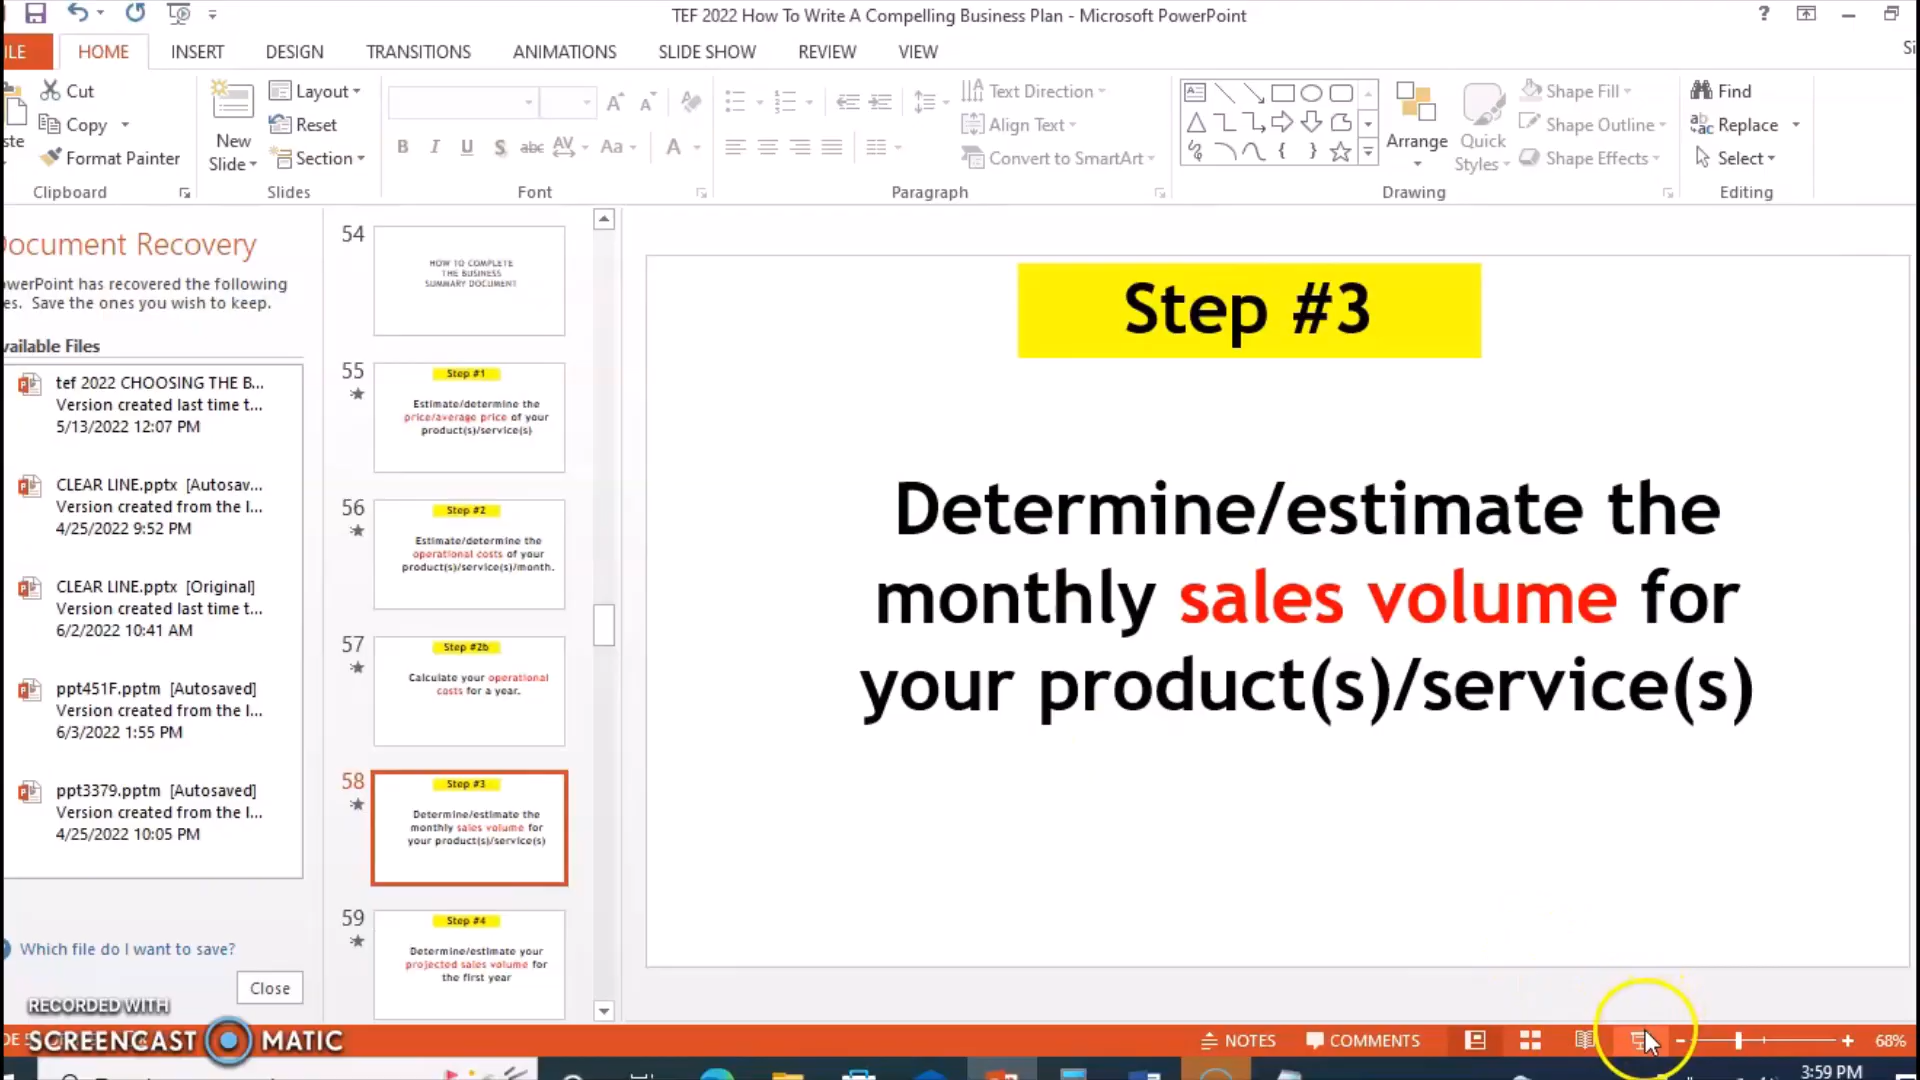 TEF 2022 How To Write A Compelling Business Plan - Microsoft PowerPoint
?
HOME
INSERT
DESIGN
TRANSITIONS
ANIMATIONS
SLIDE SHOW
REVIEW
VIEW
Cut
Copy
Format Painter
Clipboard
New
Slide
Layout
Reset
Section
Slides
B I U S abc AV Aa A
Font
Text Direction
Align Text
Convert to SmartArt
Paragraph
Arrange
Quick
Styles
Shape Fill
Shape Outline
Shape Effects
Drawing
Find
Replace
Select
Editing
ocument Recovery
owerPoint has recovered the following
es. Save the ones you wish to keep.
vailable Files
tef 2022 CHOOSING THE B...
Version created last time t...
5/13/2022 12:07 PM
CLEAR LINE.pptx [Autosav...
Version created from the l...
4/25/2022 9:52 PM
CLEAR LINE.pptx [Original]
Version created last time t...
6/2/2022 10:41 AM
ppt451F.pptm [Autosaved]
Version created from the l...
6/3/2022 1:55 PM
ppt3379.pptm [Autosaved]
Version created from the l...
4/25/2022 10:05 PM
Which file do I want to save?
Close
54
HOW TO COMPLETE
THE BUSINESS
SUMMARY DOCUMENT
55
Step #1
Estimate/determine the
price/average price of your
product(s)/service(s)
56
Step #2
Estimate/determine the
operational costs of your
product(s)/service(s)/month.
57
Step #2b
Calculate your operational
costs for a year.
58
Step #3
Determine/estimate the
monthly sales volume for
your product(s)/service(s)
59
Step #4
Determine/estimate your
projected sales volume for
the first year
Step #3
Determine/estimate the
monthly sales volume for
your product(s)/service(s)
RECORDED WITH
SCREENCAST MATIC
NOTES
COMMENTS
68%
3:59 PM